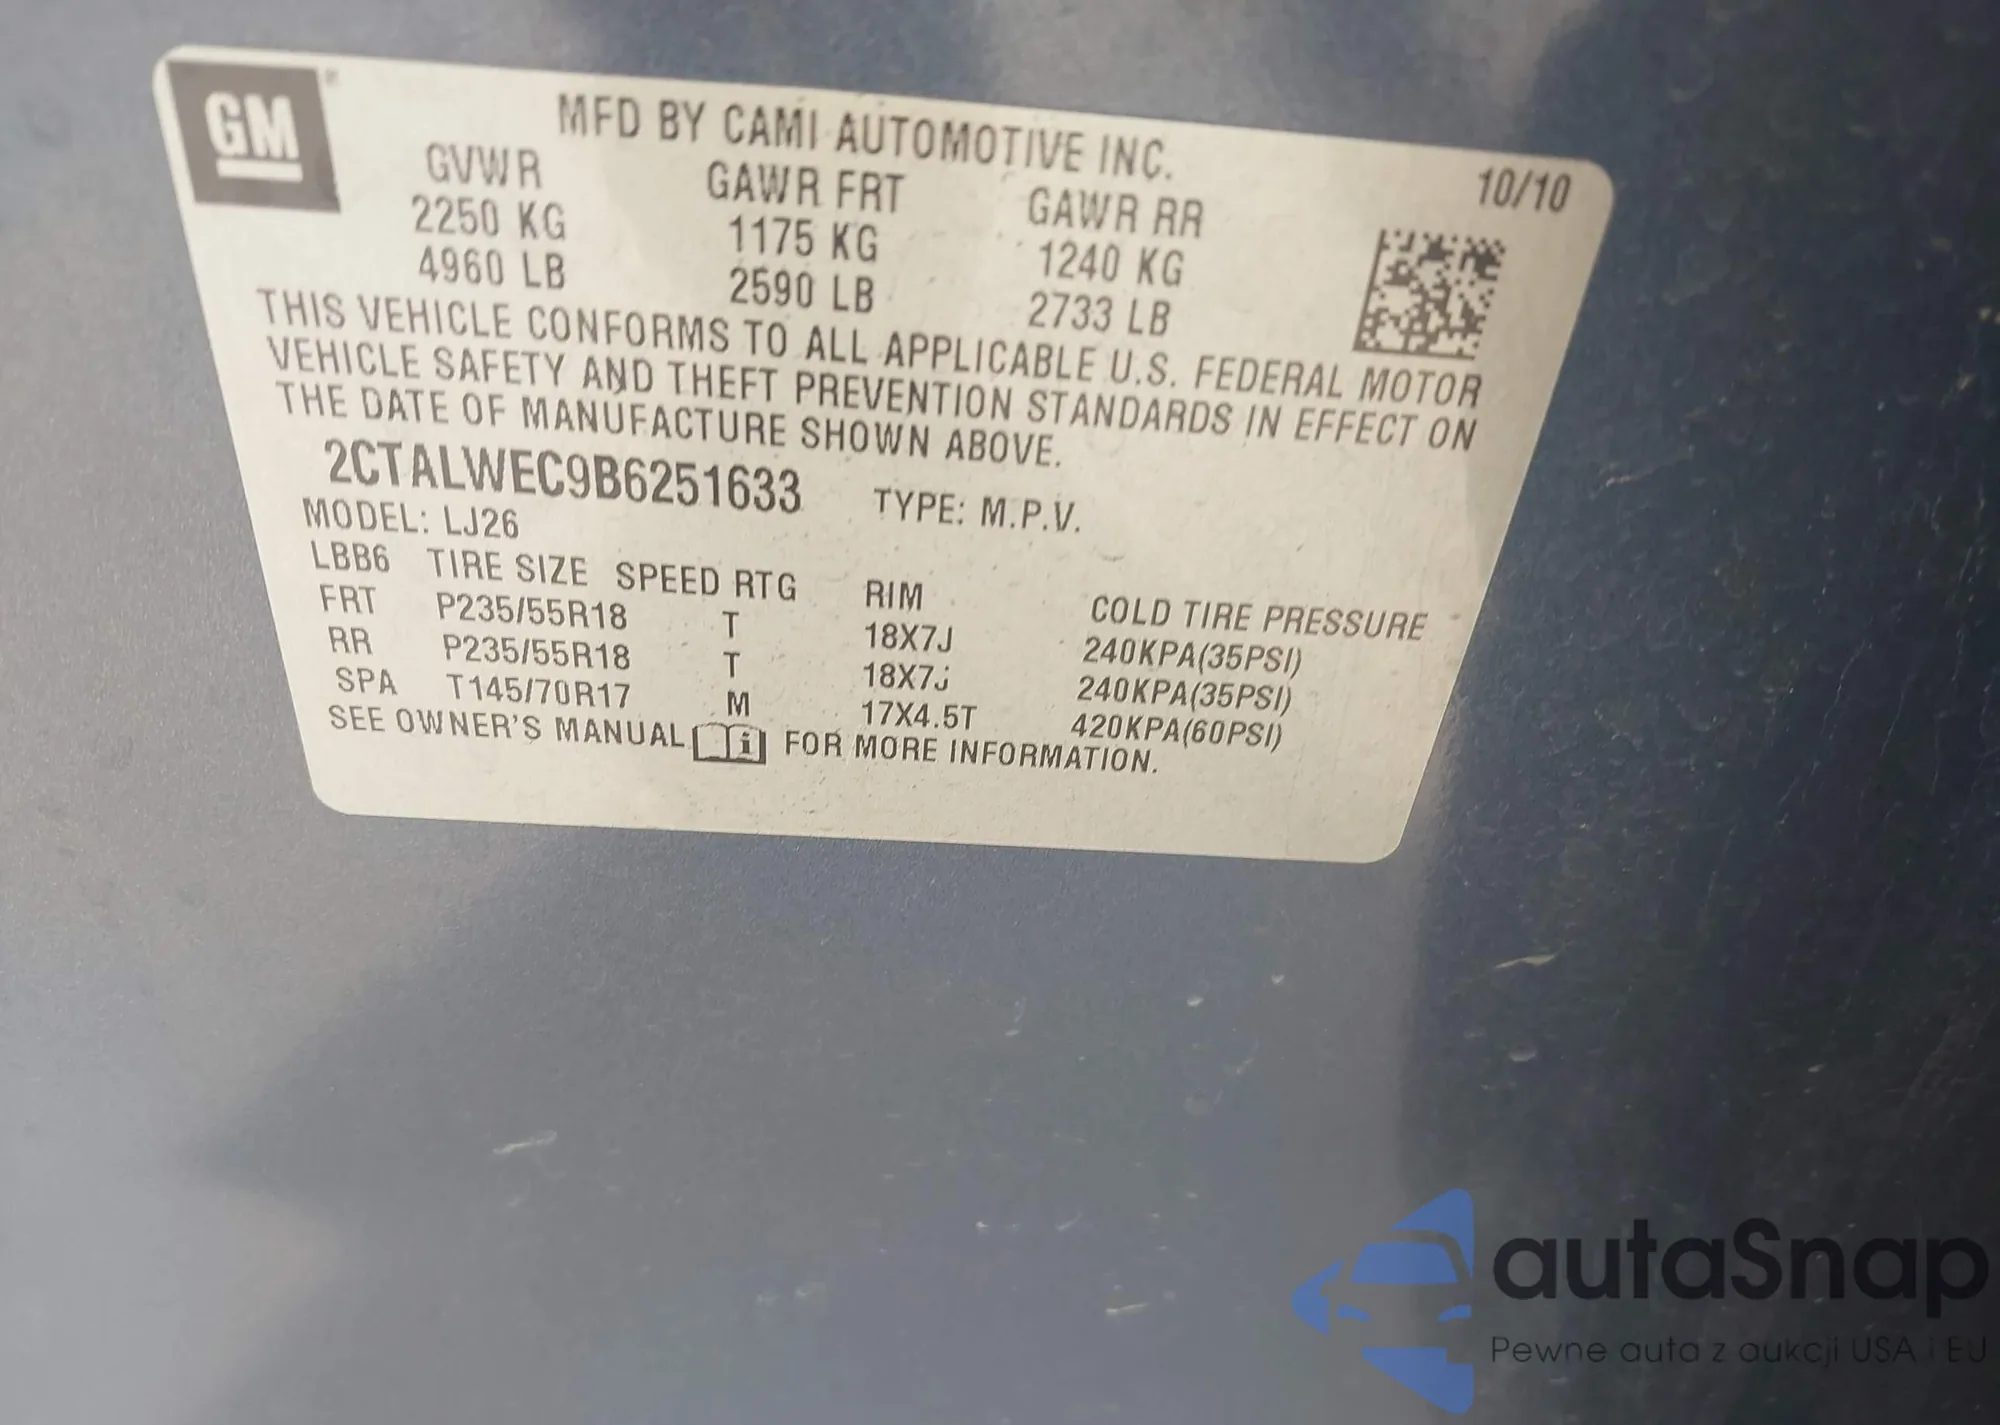 GM
MFD BY CAMI AUTOMOTIVE INC.
10/10
GVWR GAWR FRT GAWR RR
2250 KG 1175 KG 1240 KG
4960 LB 2590 LB 2733 LB
THIS VEHICLE CONFORMS TO ALL APPLICABLE U.S. FEDERAL MOTOR
VEHICLE SAFETY AND THEFT PREVENTION STANDARDS IN EFFECT ON
THE DATE OF MANUFACTURE SHOWN ABOVE.
2CTALWEC9B6251633 TYPE: M.P.V.
MODEL: LJ26
LBB6 TIRE SIZE SPEED RTG RIM COLD TIRE PRESSURE
FRT P235/55R18 T 18X7J 240KPA(35PSI)
RR P235/55R18 T 18X7J 240KPA(35PSI)
SPA T145/70R17 M 17X4.5T 420KPA(60PSI)
SEE OWNER'S MANUAL FOR MORE INFORMATION.
autaSnap
Pewne auta z aukcji USA i EU